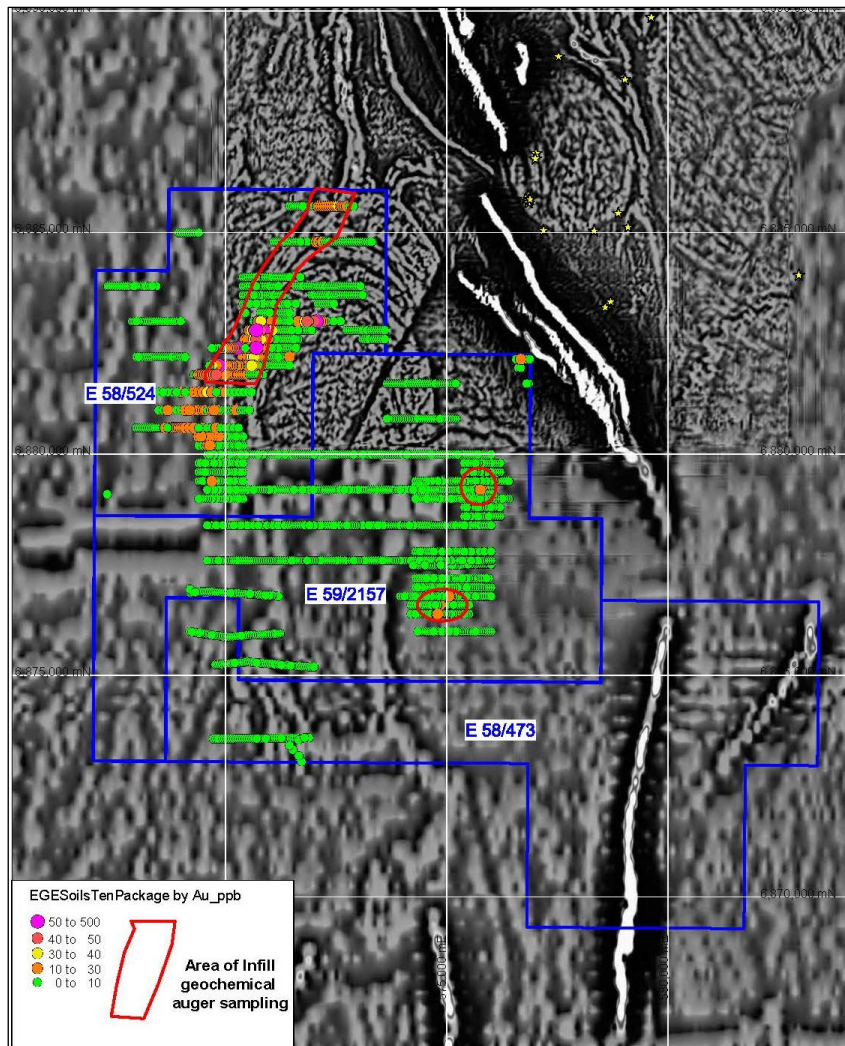 6,885,000 mN
6,885,000 mN
E 58/524
6,880,000 mN
6,880,000 mN
E 59/2157
6,875,000 mN
E 58/473
6,870,000 mN
EGESoilsTenPackage by Au_ppb
50 to 500
40 to 50
30 to 40
10 to 30
0 to 10
Area of Infill
geochemical
auger sampling